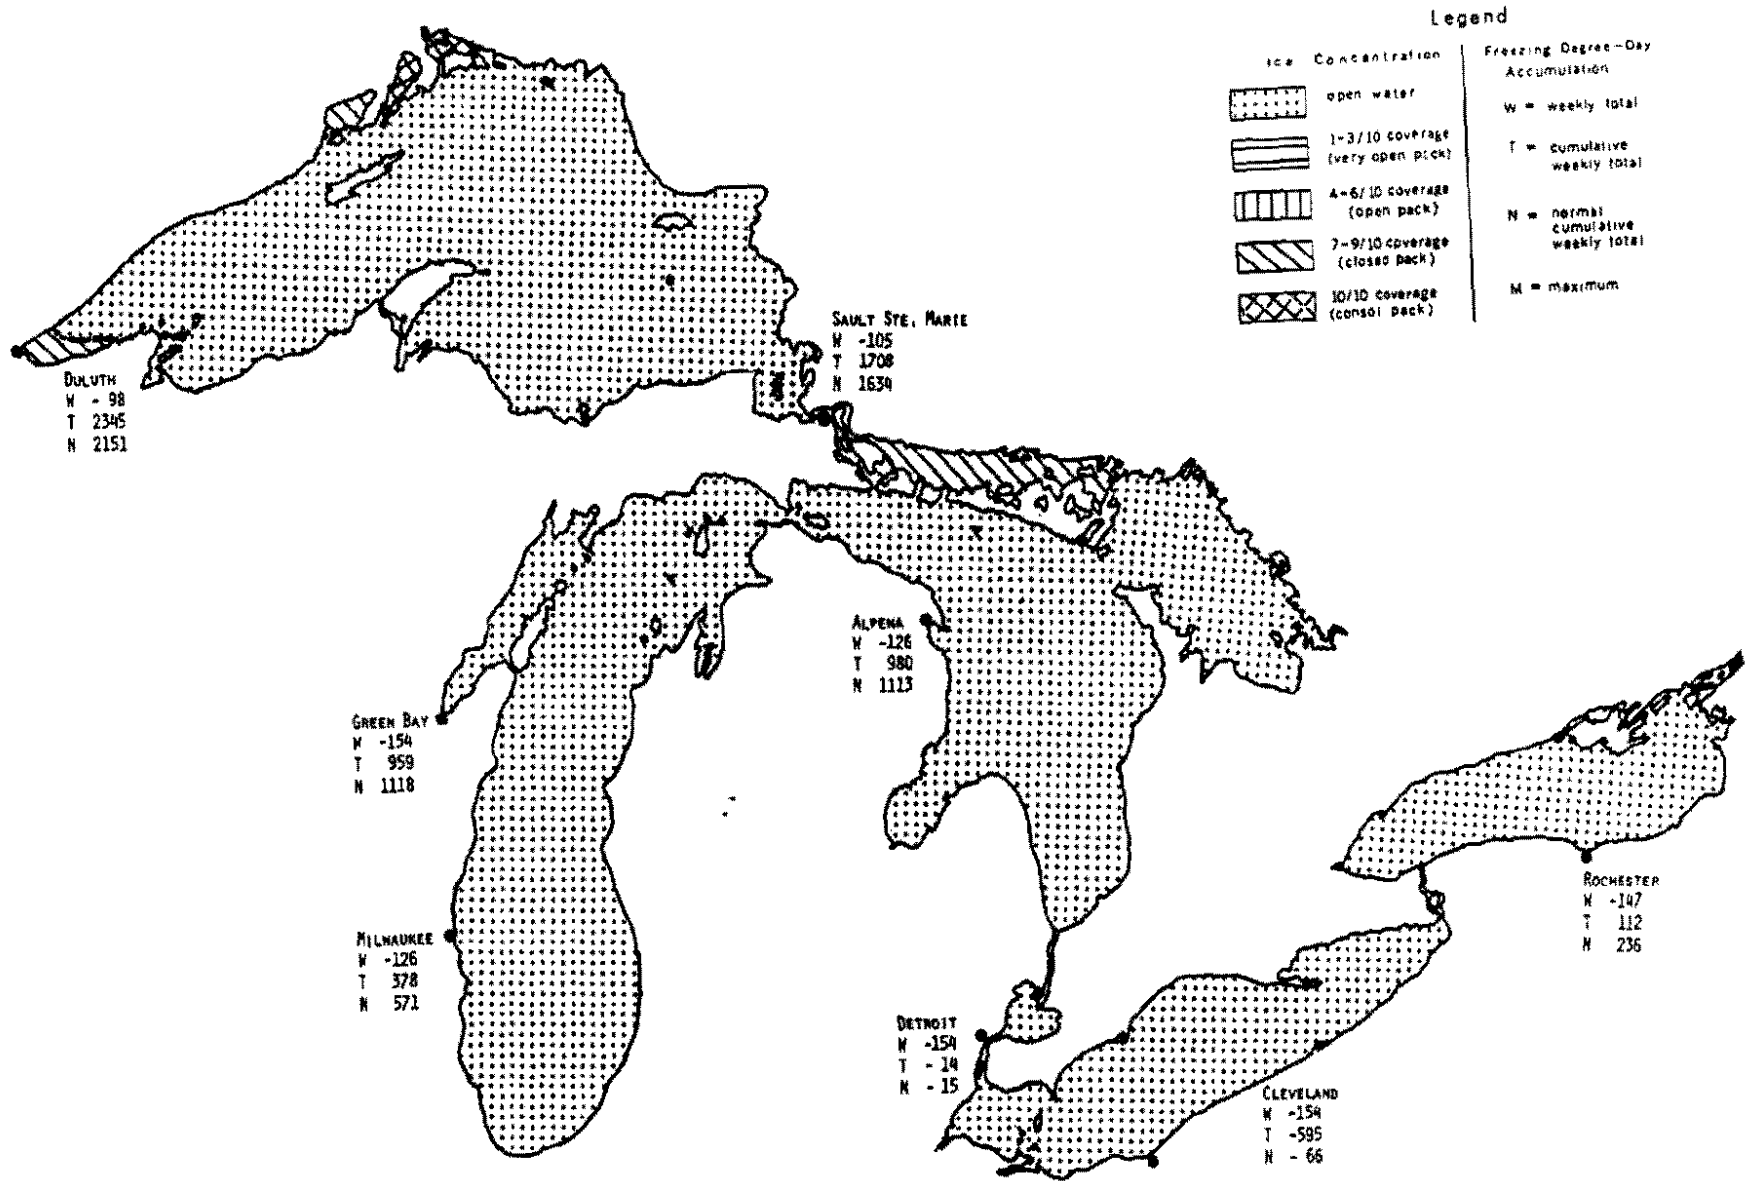 Legend
Ice Concentration
Freezing Degree-Day
Accumulation
open water
1-3/10 coverage
(very open pack)
4-6/10 coverage
(open pack)
7-9/10 coverage
(closed pack)
10/10 coverage
(consol pack)
W = weekly total
T = cumulative
weekly total
N = normal
cumulative
weekly total
M = maximum
SAULT STE. MARIE
W -105
T 1708
N 1634
DULUTH
W - 98
T 2345
N 2151
ALPENA
W -126
T 980
N 1113
GREEN BAY
W -154
T 959
N 1118
MILWAUKEE
W -126
T 378
N 571
ROCHESTER
W -147
T 112
N 236
DETROIT
W -154
T - 14
N - 15
CLEVELAND
W -154
T -595
N - 66